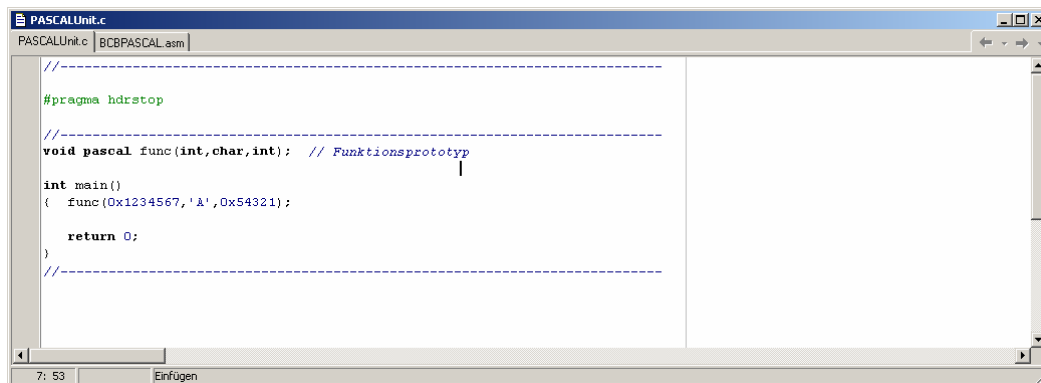 PASCALUnit.c
PASCALUnit.c BCBPASCAL.asm
//---------------------------------------------------------------------------
#pragma hdrstop
//---------------------------------------------------------------------------
void pascal func(int,char,int);  // Funktionsprototyp
int main()
{  func(0x1234567,'A',0x54321);
return 0;
}
//---------------------------------------------------------------------------
7: 53 Einfügen